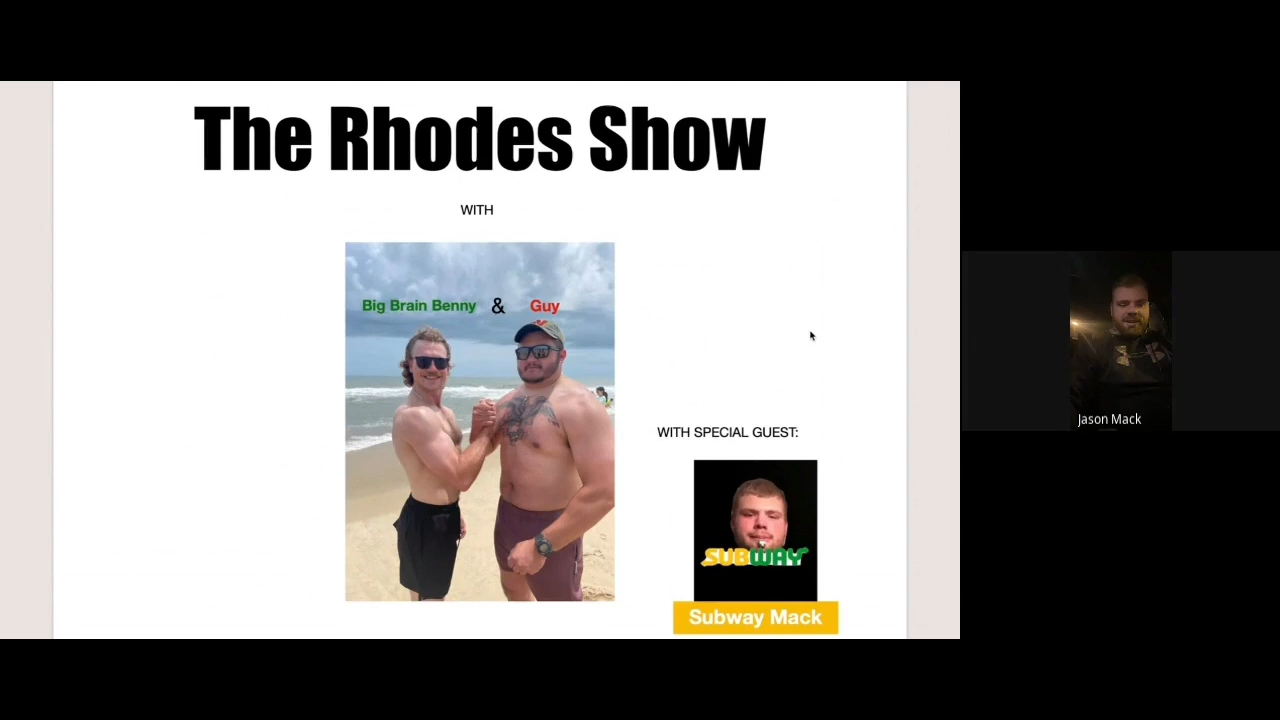 The Rhodes Show
WITH
Big Brain Benny & Guy
WITH SPECIAL GUEST:
SUBWAY
Subway Mack
Jason Mack